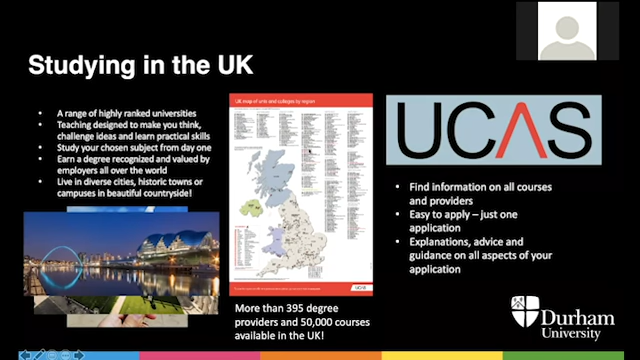 Studying in the UK
• A range of highly ranked universities
• Teaching designed to make you think,
challenge ideas and learn practical skills
• Study your chosen subject from day one
• Earn a degree recognized and valued by
employers all over the world
• Live in diverse cities, historic towns or
campuses in beautiful countryside!
UK map of unis and colleges by region
UCAS
More than 395 degree
providers and 50,000 courses
available in the UK!
UCAS
• Find information on all courses
and providers
• Easy to apply – just one
application
• Explanations, advice and
guidance on all aspects of your
application
Durham
University